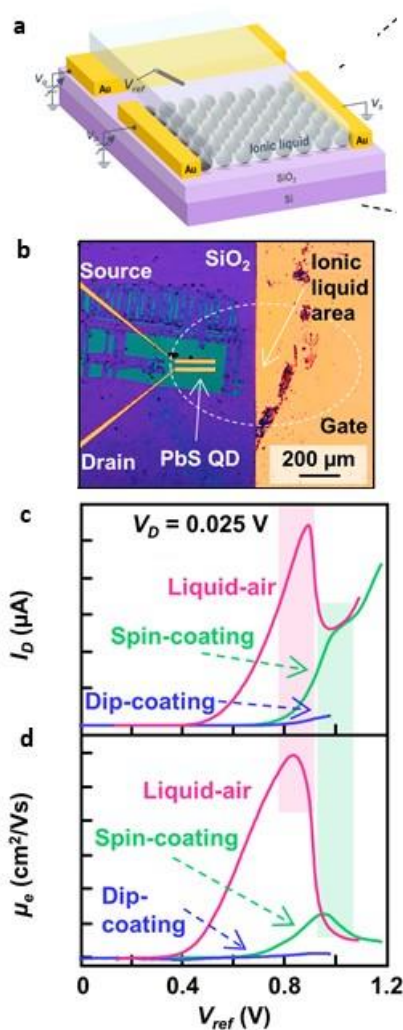 a
V_g
V_ref
V_s
Au
Au
Au
Ionic liquid
SiO₂
Si
b
Source
SiO₂
Ionic
liquid
area
Gate
Drain
PbS QD
200 µm
c
V_D = 0.025 V
Liquid-air
Spin-coating
Dip-coating
I_D (µA)
d
Liquid-air
Spin-coating
Dip-
coating
µ_e (cm²/Vs)
0
0.4
0.8
1.2
V_ref (V)